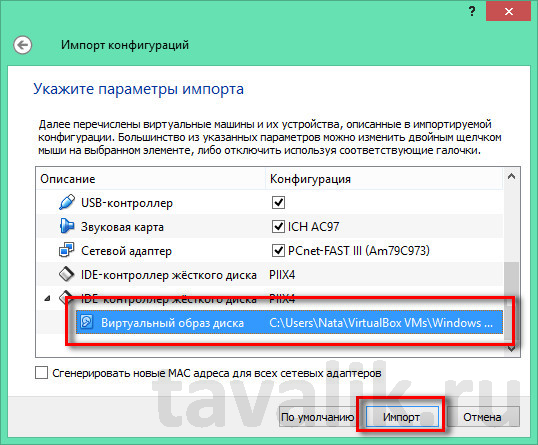 ?
Импорт конфигураций
Укажите параметры импорта
Далее перечислены виртуальные машины и их устройства, описанные в импортируемой
конфигурации. Большинство из указанных параметров можно изменить двойным щелчком
мыши на выбранном элементе, либо отключить используя соответствующие галочки.
Описание Конфигурация
USB-контроллер
Звуковая карта ICH AC97
Сетевой адаптер PCnet-FAST III (Am79C973)
IDE-контроллер жёсткого диска PIIX4
IDE-контроллер жёсткого диска PIIX4
Виртуальный образ диска C:\Users\Nata\VirtualBox VMs\Windows ...
Сгенерировать новые MAC адреса для всех сетевых адаптеров
tavalik.ru
По умолчанию Импорт Отмена